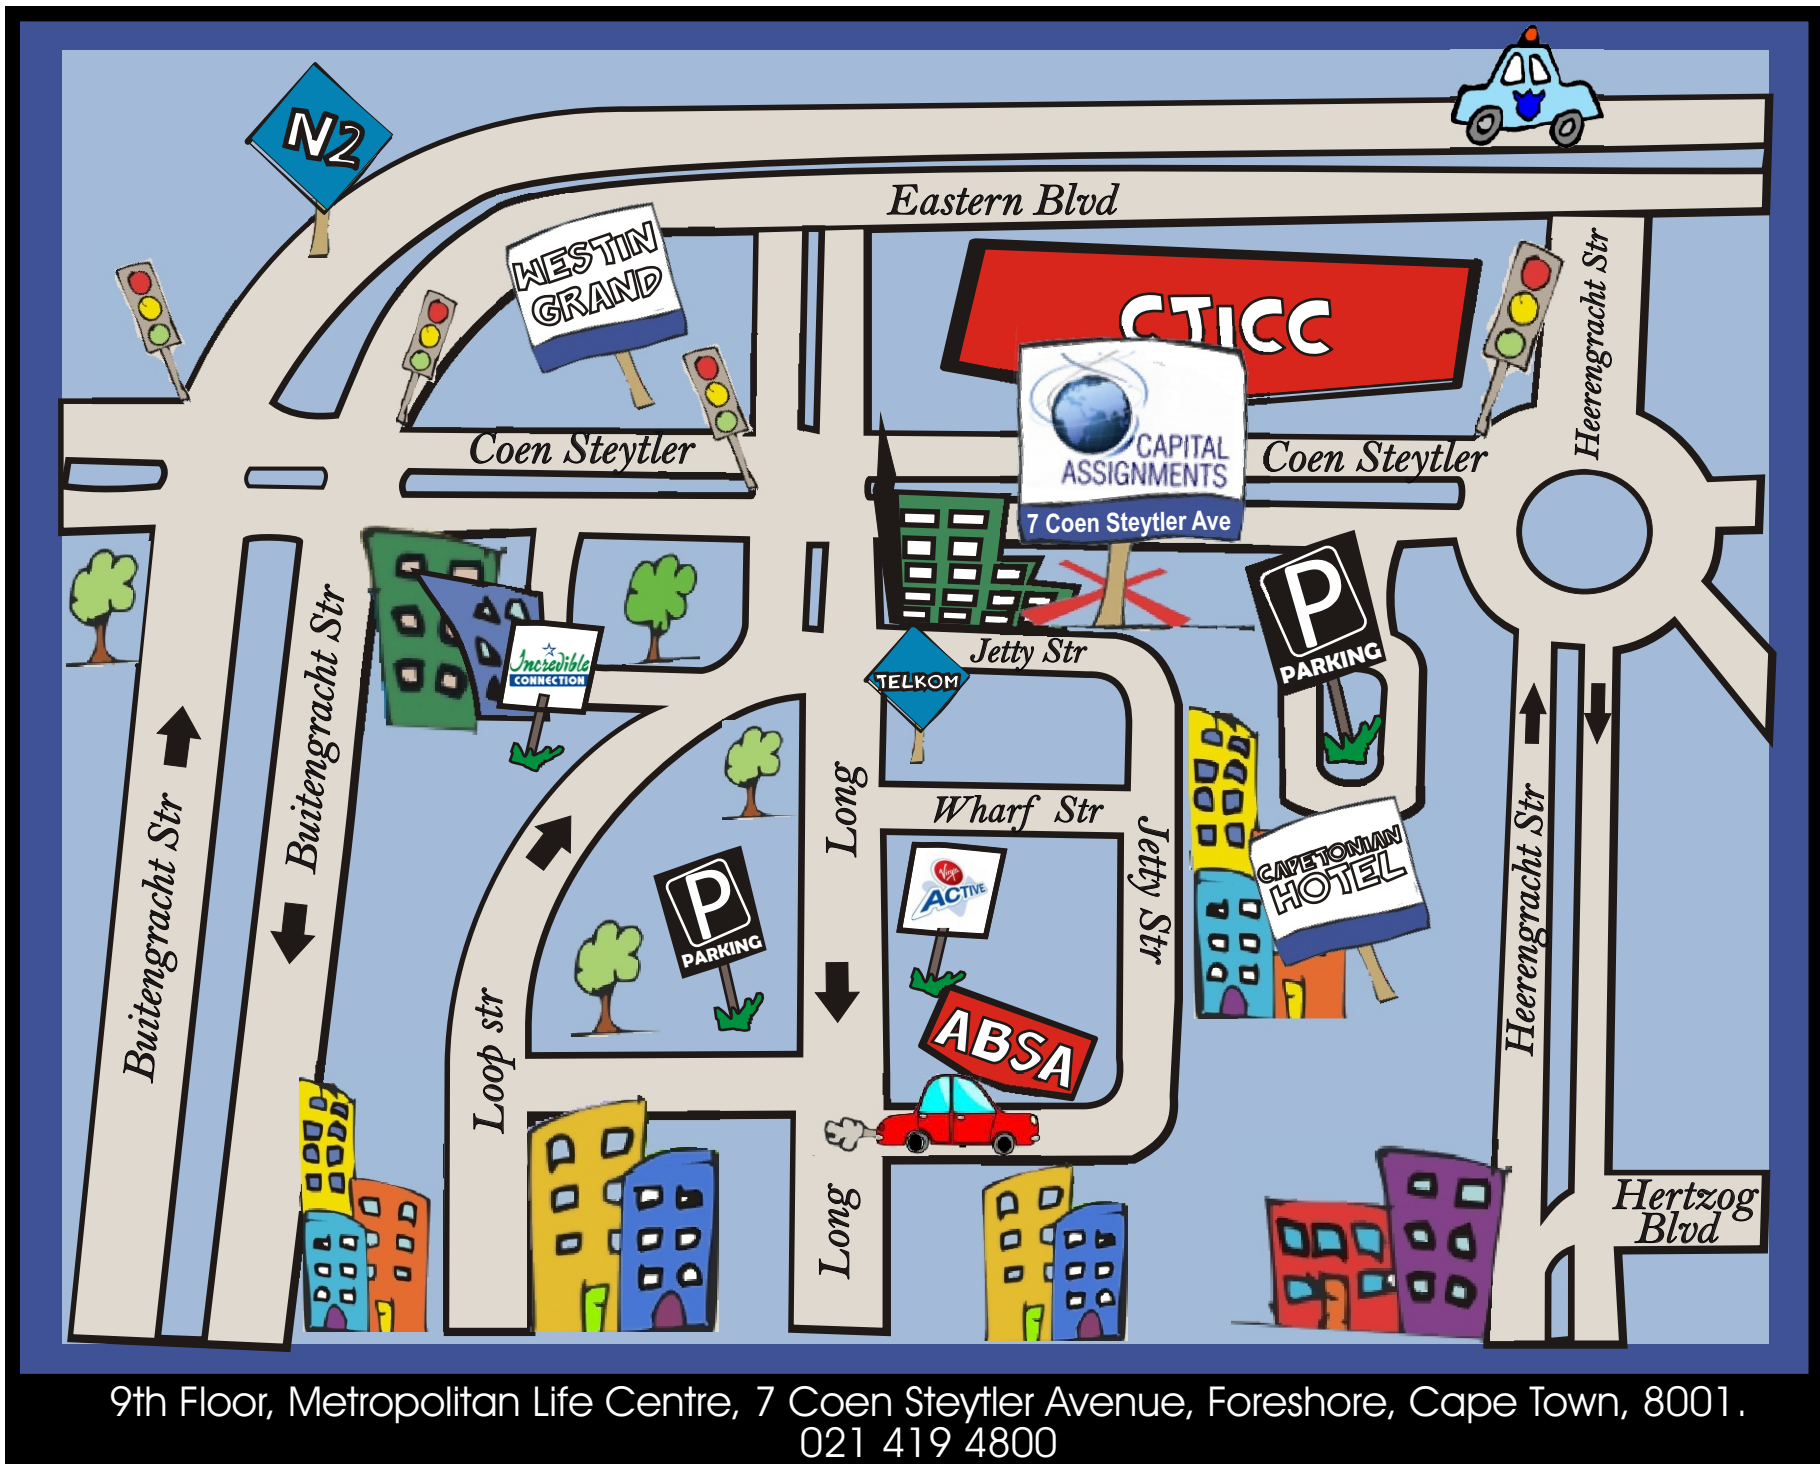 N2
Eastern Blvd
WESTIN
GRAND
CTICC
Heerengracht Str
Coen Steytler
CAPITAL
ASSIGNMENTS
7 Coen Steytler Ave
Coen Steytler
P
PARKING
Incredible
CONNECTION
Jetty Str
TELKOM
Buitengracht Str
Buitengracht Str
Long
Wharf Str
Jetty Str
Virgin
ACTIVE
CAPETONIAN
HOTEL
P
PARKING
Heerengracht Str
ABSA
Loop str
Long
Hertzog
Blvd
9th Floor, Metropolitan Life Centre, 7 Coen Steytler Avenue, Foreshore, Cape Town, 8001.
021 419 4800